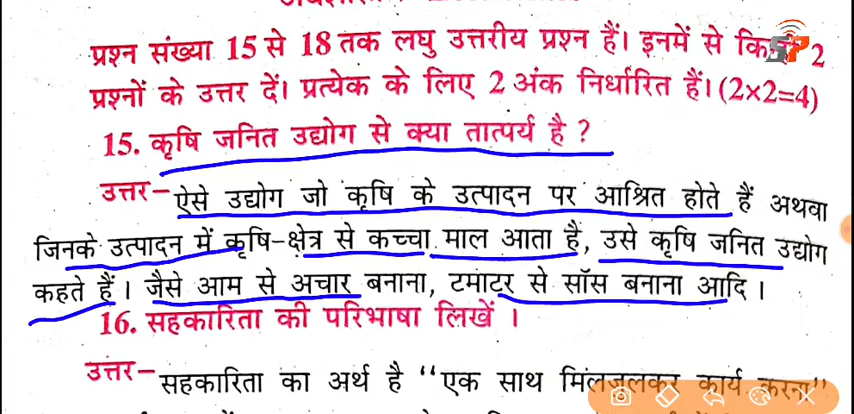 प्रश्न संख्या 15 से 18 तक लघु उत्तरीय प्रश्न हैं। इनमें से 2
प्रश्नों के उत्तर दें। प्रत्येक के लिए 2 अंक निर्धारित हैं। (2×2=4)
15. कृषि जनित उद्योग से क्या तात्पर्य है ?
उत्तर– ऐसे उद्योग जो कृषि के उत्पादन पर आश्रित होते हैं अथवा
जिनके उत्पादन में कृषि-क्षेत्र से कच्चा माल आता है, उसे कृषि जनित उद्योग
कहते हैं। जैसे आम से अचार बनाना, टमाटर से सॉस बनाना आदि।
16. सहकारिता की परिभाषा लिखें ।
उत्तर– सहकारिता का अर्थ है “एक साथ मिलजुलकर कार्य करना”